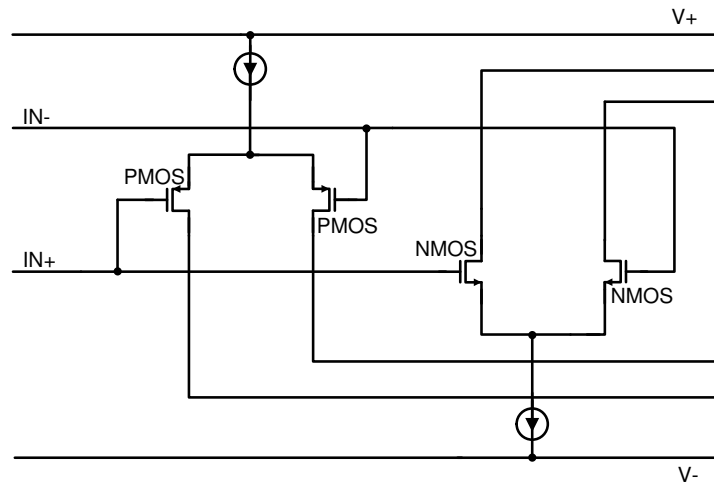 V+
IN-
PMOS
PMOS
NMOS
IN+
NMOS
V-